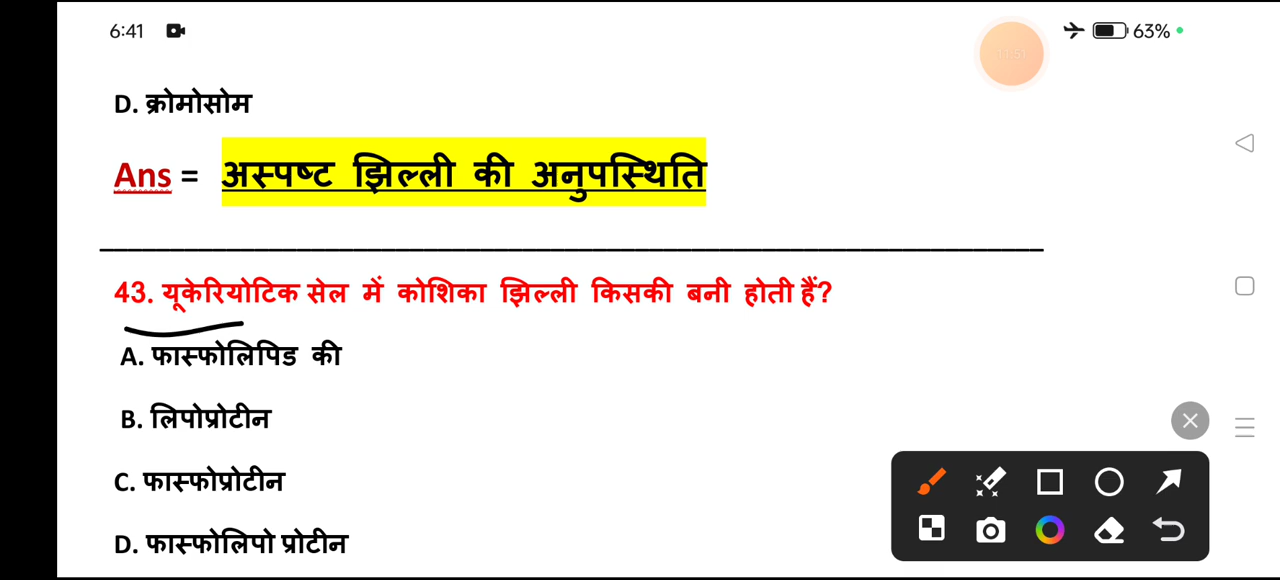 6:41
63%
D. क्रोमोसोम
Ans = अस्पष्ट झिल्ली की अनुपस्थिति
43. यूकेरियोटिक सेल में कोशिका झिल्ली किसकी बनी होती हैं?
A. फास्फोलिपिड की
B. लिपोप्रोटीन
C. फास्फोप्रोटीन
D. फास्फोलिपो प्रोटीन